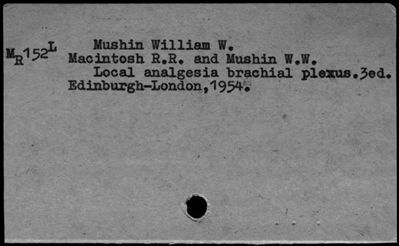 Mushin William W.
MR152L Macintosh R.R. and Mushin W.W.
Local analgesia brachial plexus.3ed.
Edinburgh-London,1954.